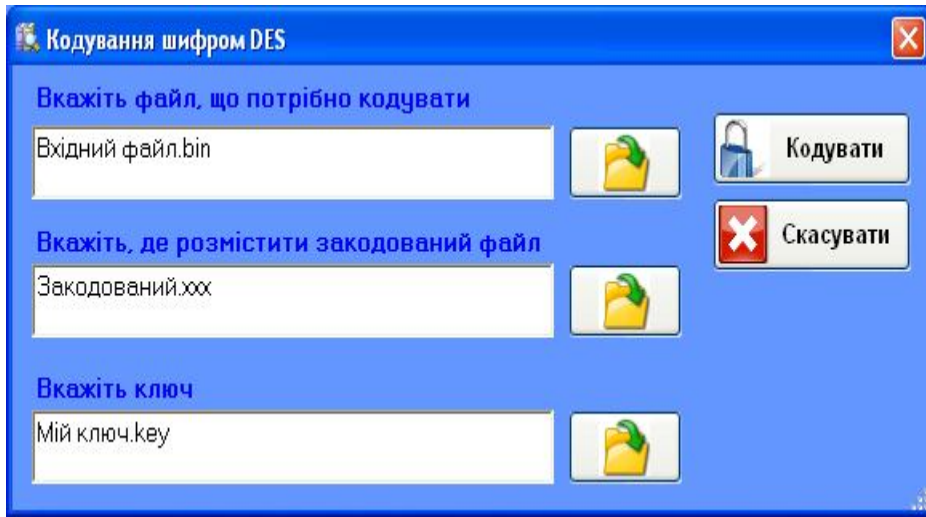 Кодування шифром DES
Вкажіть файл, що потрібно кодувати
Вхідний файл.bin
Кодувати
Вкажіть, де розмістити закодований файл
Скасувати
Закодований.xxx
Вкажіть ключ
Мій ключ.key